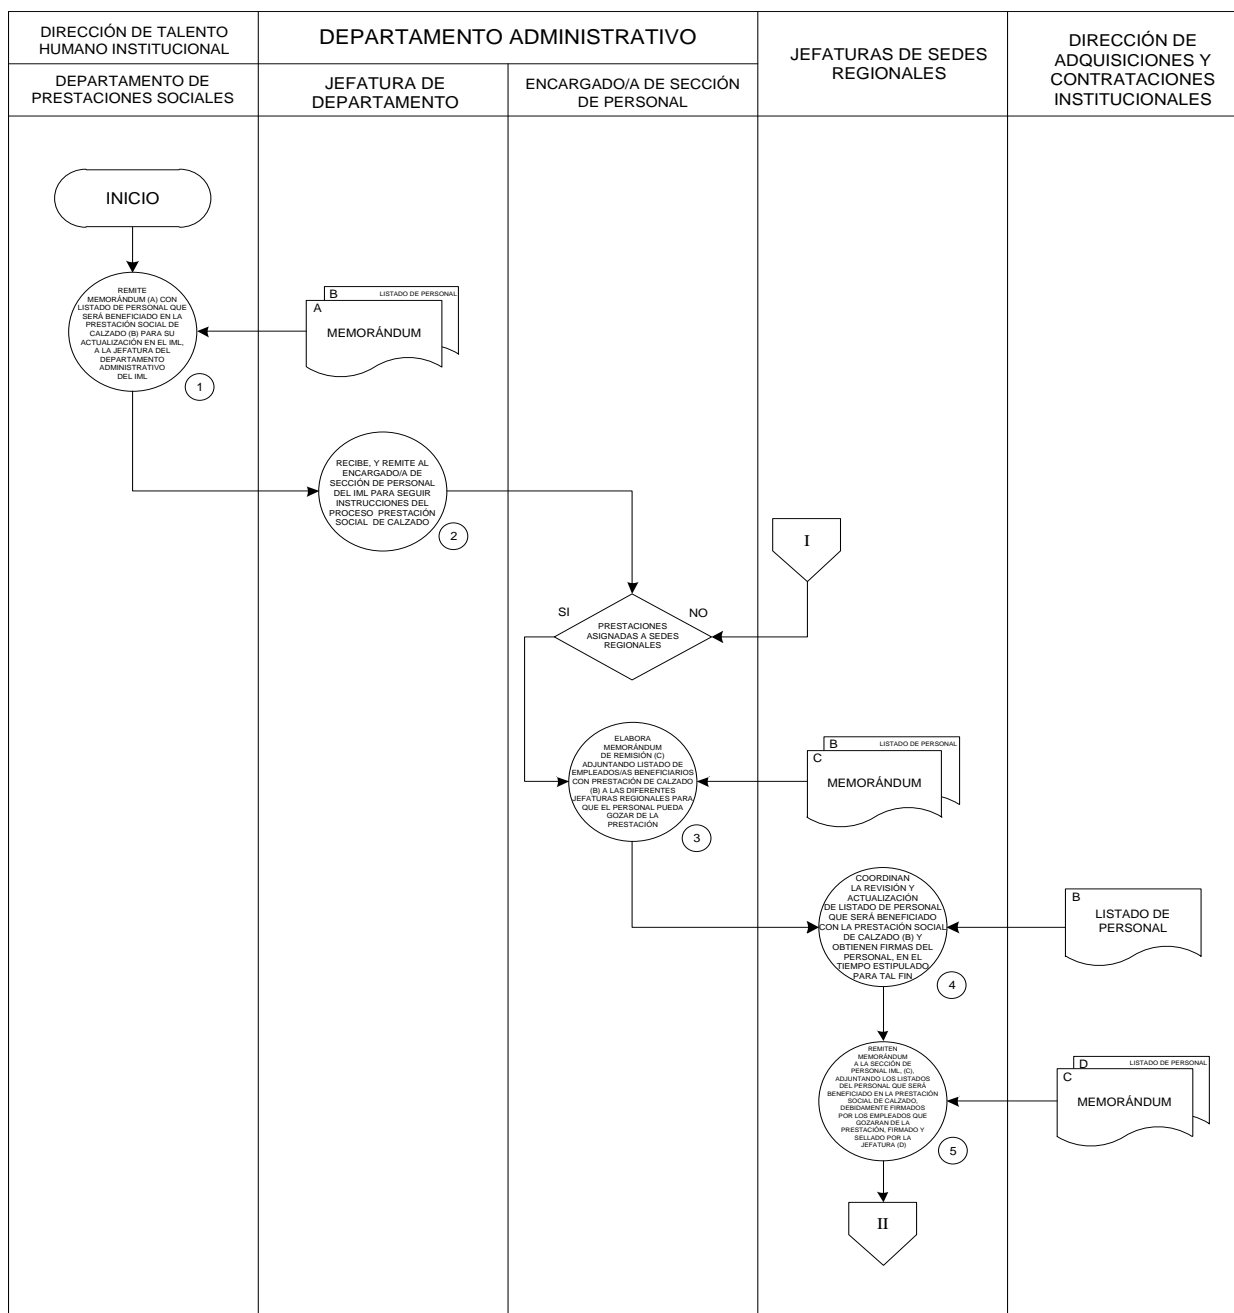 DIRECCIÓN DE TALENTO
HUMANO INSTITUCIONAL
DEPARTAMENTO ADMINISTRATIVO
JEFATURAS DE SEDES
REGIONALES
DIRECCIÓN DE
ADQUISICIONES Y
CONTRATACIONES
INSTITUCIONALES
DEPARTAMENTO DE
PRESTACIONES SOCIALES
JEFATURA DE
DEPARTAMENTO
ENCARGADO/A DE SECCIÓN
DE PERSONAL
INICIO
REMITE
MEMORÁNDUM (A) CON
LISTADO DE PERSONAL QUE
SERÁ BENEFICIADO EN LA
PRESTACIÓN SOCIAL DE
CALZADO (B) PARA SU
ACTUALIZACIÓN EN EL IML,
A LA JEFATURA DEL
DEPARTAMENTO
ADMINISTRATIVO
DEL IML
1
B LISTADO DE PERSONAL
A
MEMORÁNDUM
RECIBE, Y REMITE AL
ENCARGADO/A DE
SECCIÓN DE PERSONAL
DEL IML PARA SEGUIR
INSTRUCCIONES DEL
PROCESO PRESTACIÓN
SOCIAL DE CALZADO
2
I
SI
NO
PRESTACIONES
ASIGNADAS A SEDES
REGIONALES
ELABORA
MEMORÁNDUM
DE REMISIÓN (C)
ADJUNTANDO LISTADO DE
EMPLEADOS/AS BENEFICIARIOS
CON PRESTACIÓN DE CALZADO
(B) A LAS DIFERENTES
JEFATURAS REGIONALES PARA
QUE EL PERSONAL PUEDA
GOZAR DE LA
PRESTACIÓN
3
B LISTADO DE PERSONAL
C
MEMORÁNDUM
COORDINAN
LA REVISIÓN Y
ACTUALIZACIÓN
DE LISTADO DE PERSONAL
QUE SERÁ BENEFICIADO
CON LA PRESTACIÓN SOCIAL
DE CALZADO (B) Y
OBTIENEN FIRMAS DEL
PERSONAL, EN EL
TIEMPO ESTIPULADO
PARA TAL FIN
4
B
LISTADO DE
PERSONAL
REMITEN
MEMORÁNDUM
A LA SECCIÓN DE
PERSONAL IML, (C),
ADJUNTANDO LOS LISTADOS
DEL PERSONAL QUE SERÁ
BENEFICIADO EN LA PRESTACIÓN
SOCIAL DE CALZADO,
DEBIDAMENTE FIRMADOS
POR LOS EMPLEADOS QUE
GOZARAN DE LA
PRESTACIÓN, FIRMADO Y
SELLADO POR LA
JEFATURA (D)
5
D LISTADO DE PERSONAL
C
MEMORÁNDUM
II